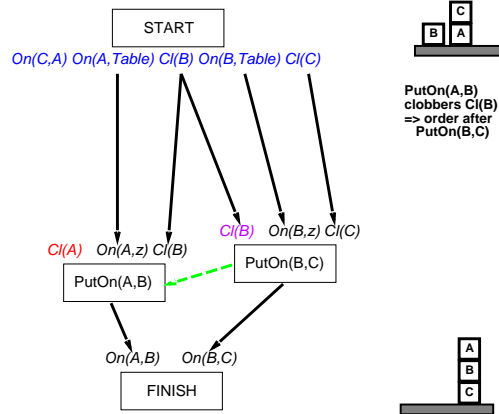 START
On(C,A) On(A,Table) Cl(B) On(B,Table) Cl(C)
C
B A
PutOn(A,B)
clobbers Cl(B)
=> order after
PutOn(B,C)
Cl(A) On(A,z) Cl(B)
Cl(B) On(B,z) Cl(C)
PutOn(A,B)
PutOn(B,C)
On(A,B) On(B,C)
FINISH
A
B
C